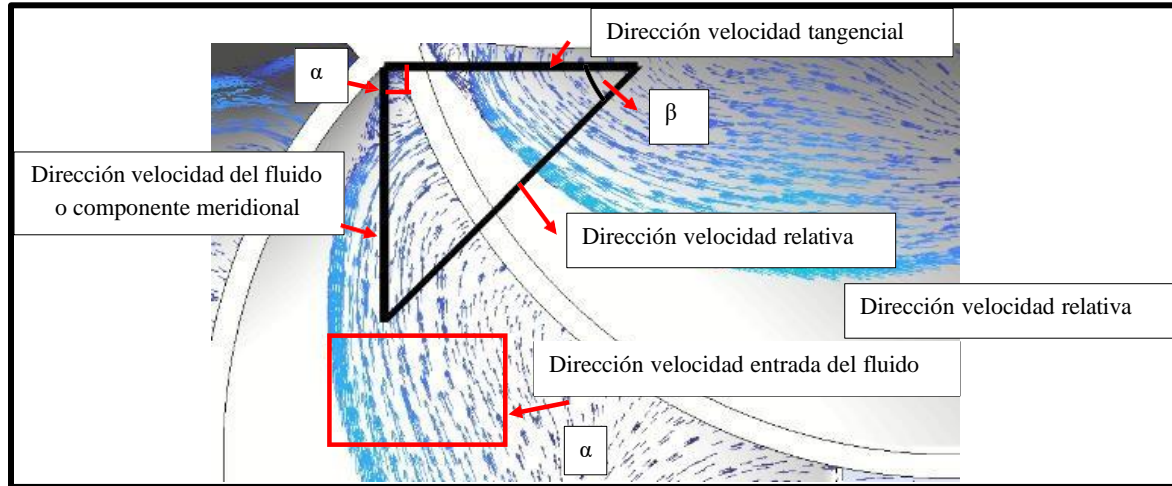 Dirección velocidad tangencial
α
β
Dirección velocidad del fluido
o componente meridional
Dirección velocidad relativa
Dirección velocidad relativa
Dirección velocidad entrada del fluido
α